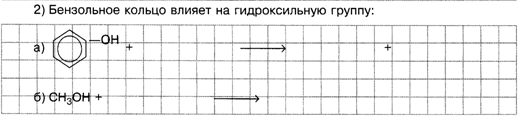 2) Бензольное кольцо влияет на гидроксильную группу:
а) —OH + ⟶ +
б) CH₃OH + ⟶